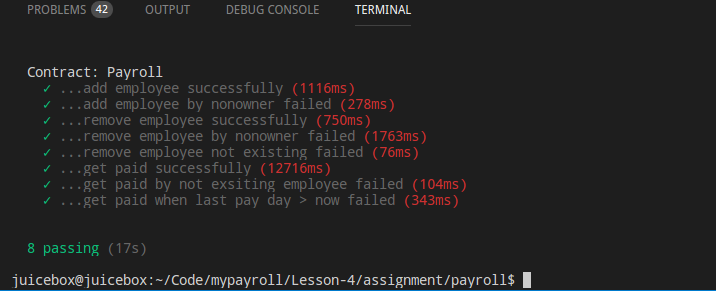 PROBLEMS 42 OUTPUT DEBUG CONSOLE TERMINAL
Contract: Payroll
✓ ...add employee successfully (1116ms)
✓ ...add employee by nonowner failed (278ms)
✓ ...remove employee successfully (750ms)
✓ ...remove employee by nonowner failed (1763ms)
✓ ...remove employee not existing failed (76ms)
✓ ...get paid successfully (12716ms)
✓ ...get paid by not exsiting employee failed (104ms)
✓ ...get paid when last pay day > now failed (343ms)
8 passing (17s)
juicebox@juicebox:~/Code/mypayroll/Lesson-4/assignment/payroll$